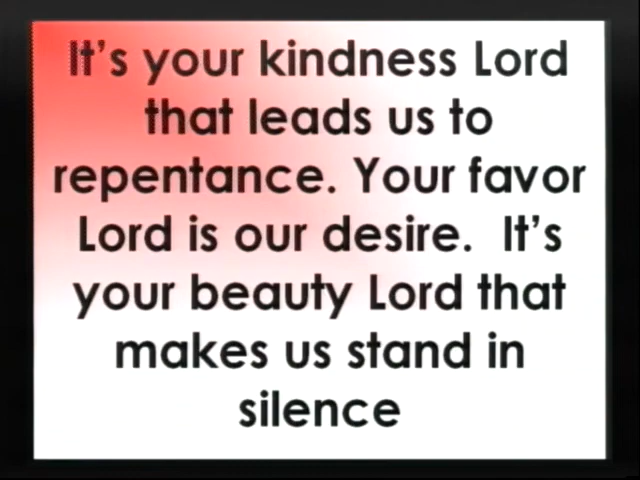 It's your kindness Lord
that leads us to
repentance. Your favor
Lord is our desire.  It's
your beauty Lord that
makes us stand in
silence